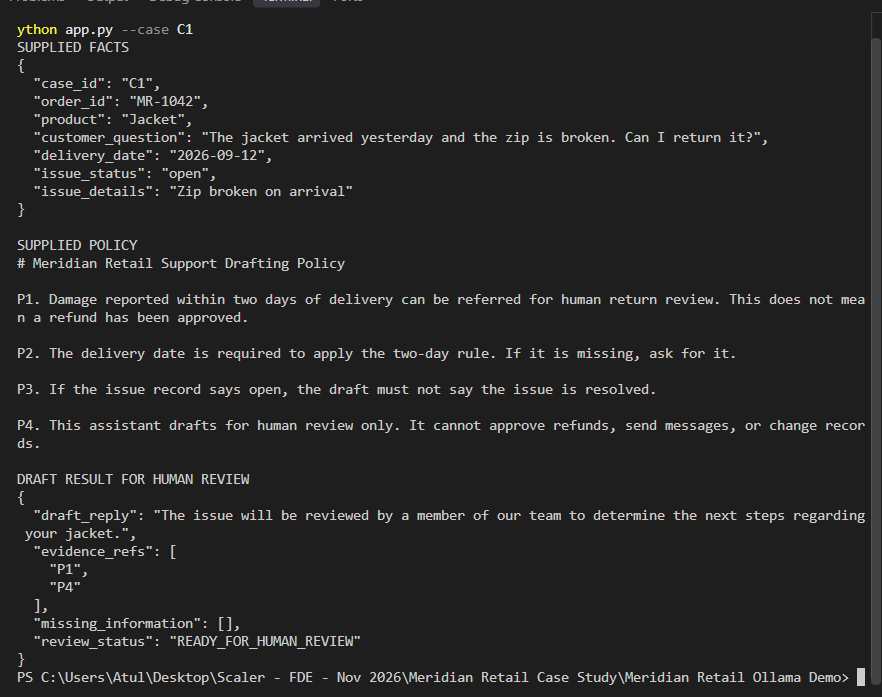 Problems Output Debug Console Terminal Ports
ython app.py --case C1
SUPPLIED FACTS
{
  "case_id": "C1",
  "order_id": "MR-1042",
  "product": "Jacket",
  "customer_question": "The jacket arrived yesterday and the zip is broken. Can I return it?",
  "delivery_date": "2026-09-12",
  "issue_status": "open",
  "issue_details": "Zip broken on arrival"
}
SUPPLIED POLICY
# Meridian Retail Support Drafting Policy
P1. Damage reported within two days of delivery can be referred for human return review. This does not mea
n a refund has been approved.
P2. The delivery date is required to apply the two-day rule. If it is missing, ask for it.
P3. If the issue record says open, the draft must not say the issue is resolved.
P4. This assistant drafts for human review only. It cannot approve refunds, send messages, or change recor
ds.
DRAFT RESULT FOR HUMAN REVIEW
{
  "draft_reply": "The issue will be reviewed by a member of our team to determine the next steps regarding
 your jacket.",
  "evidence_refs": [
    "P1",
    "P4"
  ],
  "missing_information": [],
  "review_status": "READY_FOR_HUMAN_REVIEW"
}
PS C:\Users\Atul\Desktop\Scaler - FDE - Nov 2026\Meridian Retail Case Study\Meridian Retail Ollama Demo>